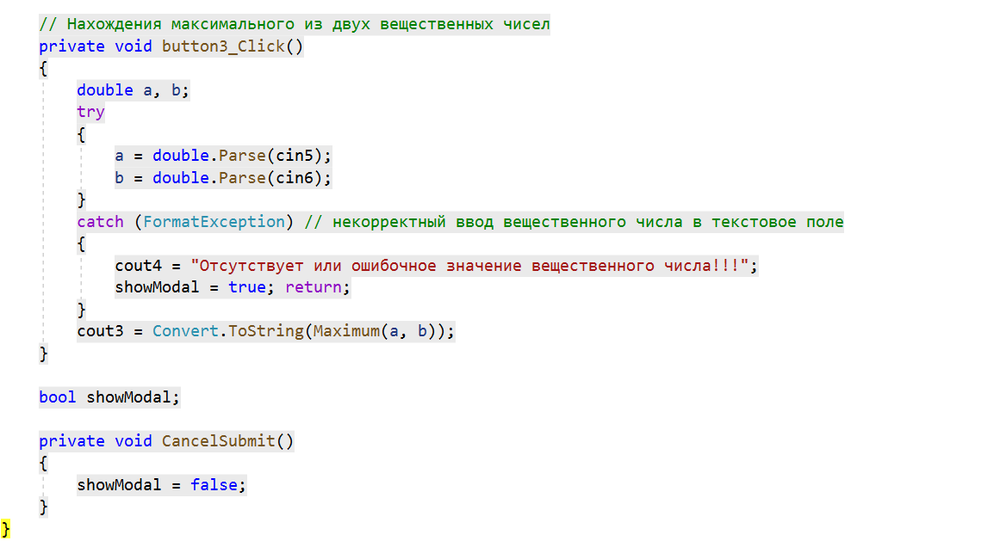 // Нахождения максимального из двух вещественных чисел
private void button3_Click()
{
double a, b;
try
{
a = double.Parse(cin5);
b = double.Parse(cin6);
}
catch (FormatException) // некорректный ввод вещественного числа в текстовое поле
{
cout4 = "Отсутствует или ошибочное значение вещественного числа!!!";
showModal = true; return;
}
cout3 = Convert.ToString(Maximum(a, b));
}
bool showModal;
private void CancelSubmit()
{
showModal = false;
}
}